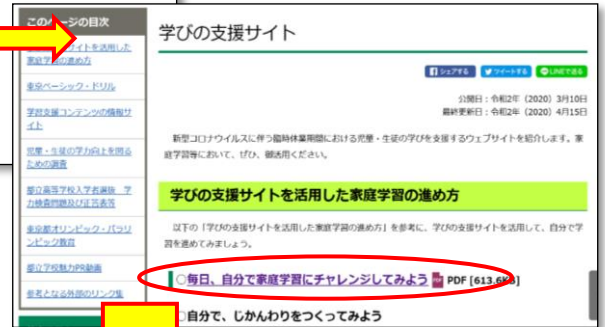 このページの目次
サイトを活用した
家庭学習の進め方
東京ベーシック・ドリル
学習支援コンテンツの情報サ
イト
児童・生徒の学力向上を図る
ための調査
都立高等学校入学者選抜 学
力検査問題及び正答表等
東京都オリンピック・パラリ
ンピック教育
都立学校魅力PR動画
参考となる外部のリンク集
学びの支援サイト
シェアする ツイートする LINEで送る
公開日：令和2年（2020）3月10日
最終更新日：令和2年（2020）4月15日
新型コロナウイルスに伴う臨時休業期間における児童・生徒の学びを支援するウェブサイトを紹介します。家
庭学習等において、ぜひ、御活用ください。
学びの支援サイトを活用した家庭学習の進め方
以下の「学びの支援サイトを活用した家庭学習の進め方」を参考に、学びの支援サイトを活用して、自分で学
習を進めてみましょう。
○毎日、自分で家庭学習にチャレンジしてみよう PDF [613.6KB]
○自分で、じかんわりをつくってみよう